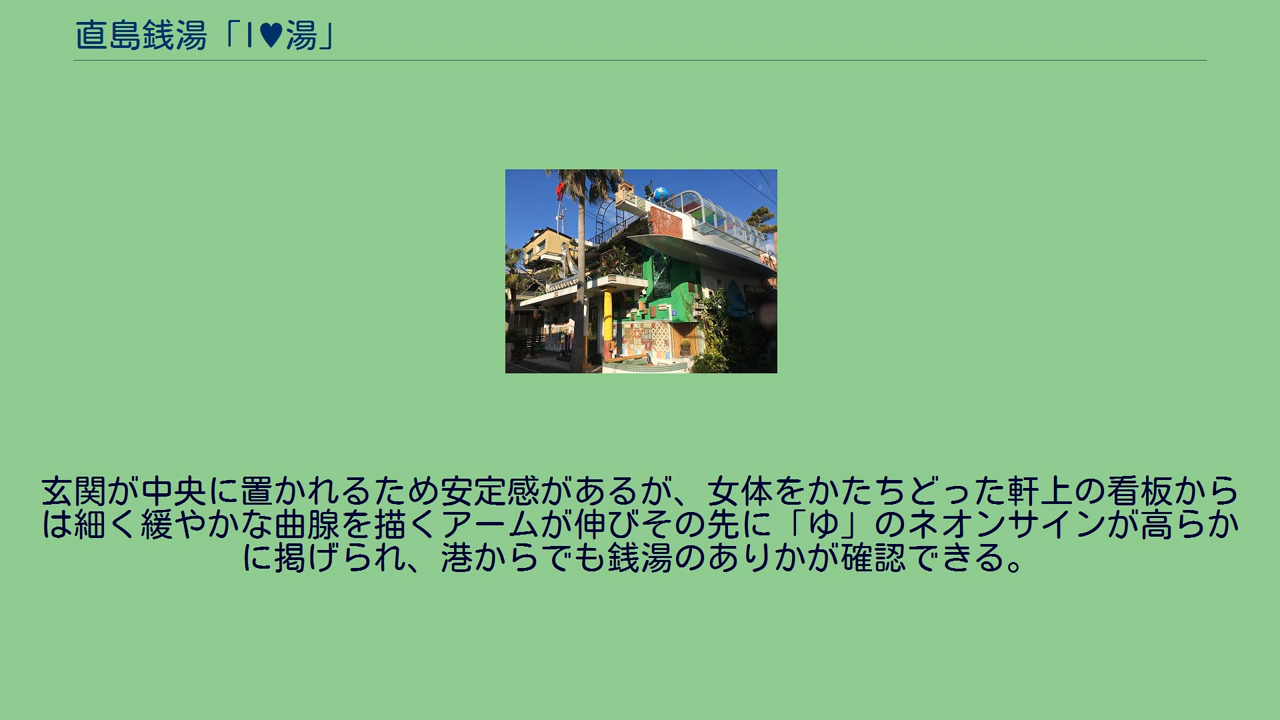 直島銭湯「I♥湯」
玄関が中央に置かれるため安定感があるが、女体をかたちどった軒上の看板から
は細く緩やかな曲腺を描くアームが伸びその先に「ゆ」のネオンサインが高らか
に掲げられ、港からでも銭湯のありかが確認できる。